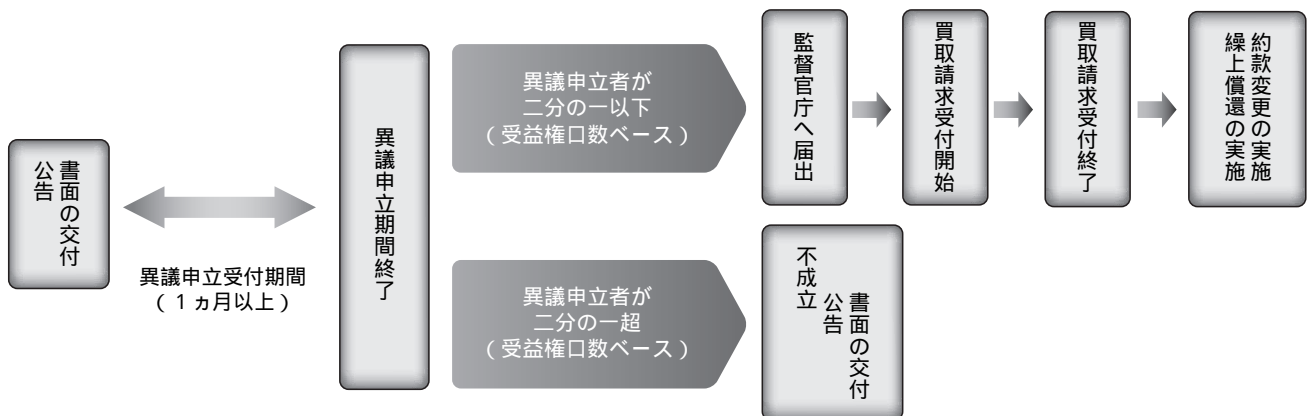 書面の交付
公告
異議申立受付期間
（１ヵ月以上）
異議申立期間終了
異議申立者が
二分の一以下
（受益権口数ベース）
監督官庁へ届出
買取請求受付開始
買取請求受付終了
約款変更の実施
繰上償還の実施
異議申立者が
二分の一超
（受益権口数ベース）
書面の交付
公告
不成立